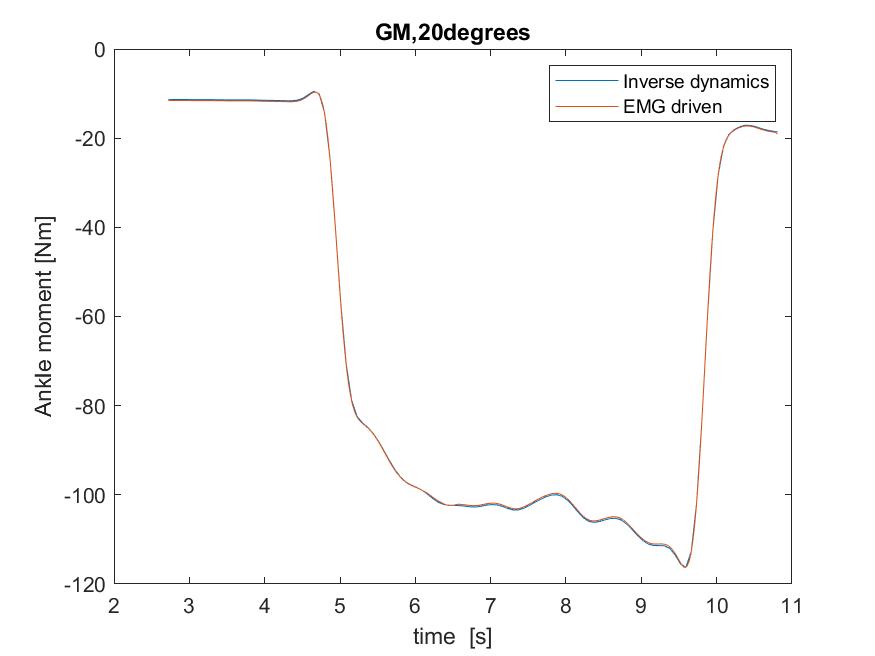 GM,20degrees
Inverse dynamics
EMG driven
Ankle moment [Nm]
0
-20
-40
-60
-80
-100
-120
2 3 4 5 6 7 8 9 10 11
time [s]